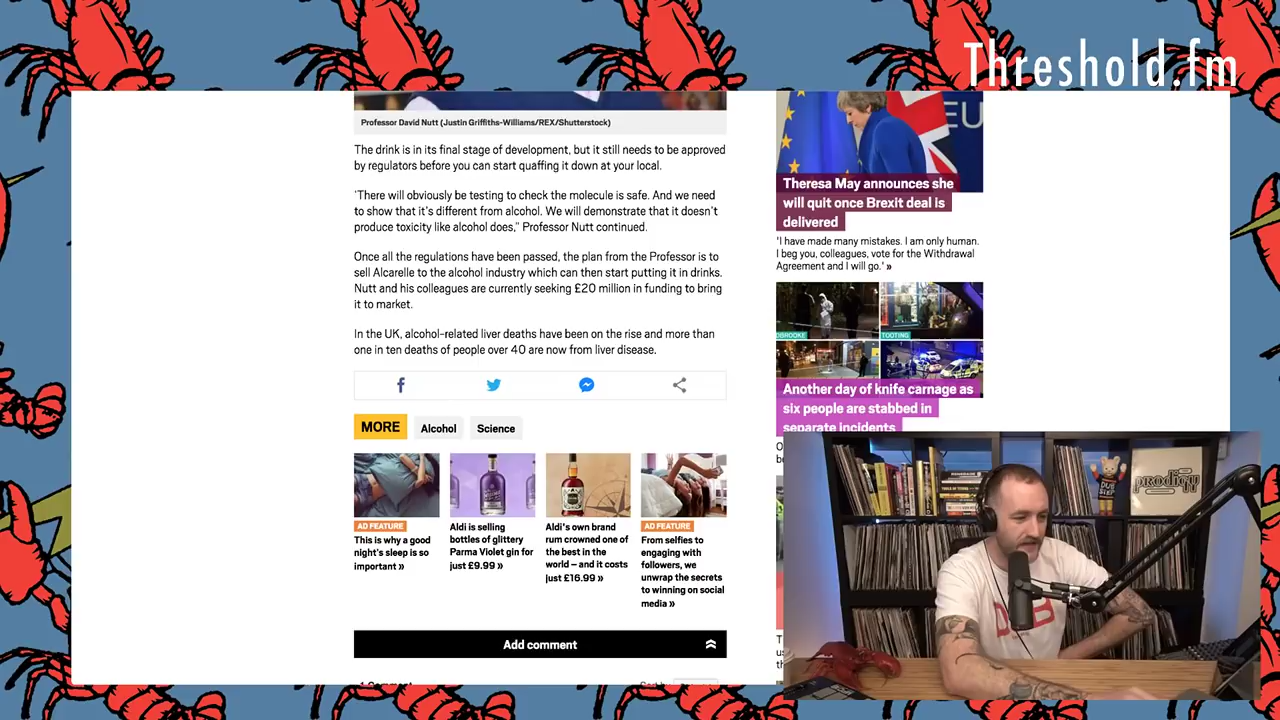 Threshold.fm
Professor David Nutt (Justin Griffiths-Williams/REX/Shutterstock)
The drink is in its final stage of development, but it still needs to be approved
by regulators before you can start quaffing it down at your local.
'There will obviously be testing to check the molecule is safe. And we need
to show that it's different from alcohol. We will demonstrate that it doesn't
produce toxicity like alcohol does,” Professor Nutt continued.
Once all the regulations have been passed, the plan from the Professor is to
sell Alcarelle to the alcohol industry which can then start putting it in drinks.
Nutt and his colleagues are currently seeking £20 million in funding to bring
it to market.
In the UK, alcohol-related liver deaths have been on the rise and more than
one in ten deaths of people over 40 are now from liver disease.
MORE
Alcohol
Science
AD FEATURE
This is why a good
night's sleep is so
important »
Aldi is selling
bottles of glittery
Parma Violet gin for
just £9.99 »
Aldi's own brand
rum crowned one of
the best in the
world – and it costs
just £16.99 »
AD FEATURE
From selfies to
engaging with
followers, we
unwrap the secrets
to winning on social
media »
Add comment
1 Comment
EU
Theresa May announces she
will quit once Brexit deal is
delivered
'I have made many mistakes. I am only human.
I beg you, colleagues, vote for the Withdrawal
Agreement and I will go.' »
TOOTING
Another day of knife carnage as
six people are stabbed in
separate incidents
prodigy